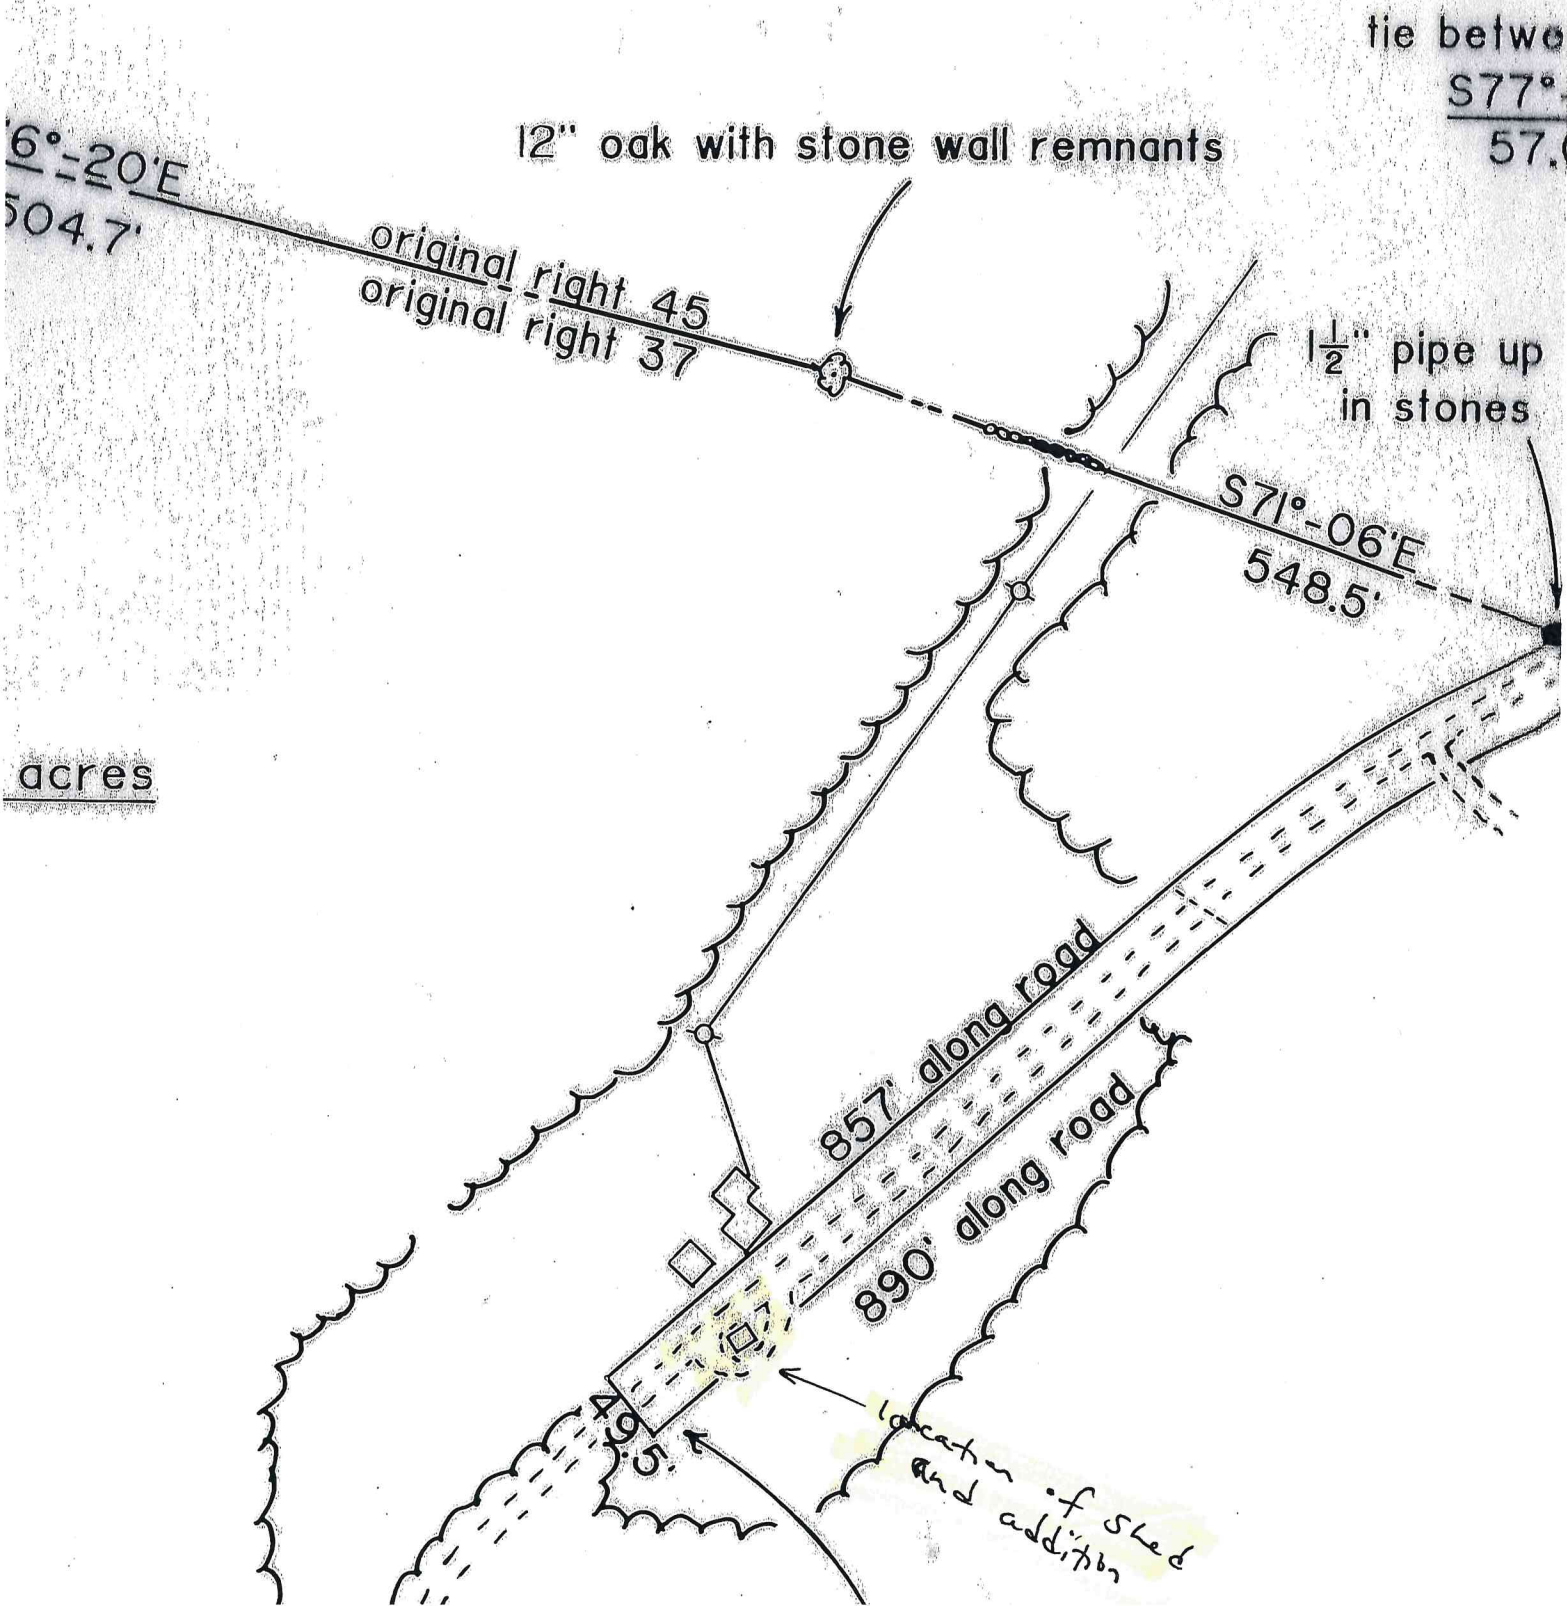 tie betwe
S77°-
57.0
12" oak with stone wall remnants
6°-20'E
504.7'
original right 45
original right 37
1½" pipe up
in stones
S71°-06'E
548.5'
acres
857' along road
890' along road
49.5'
location of shed
and addition